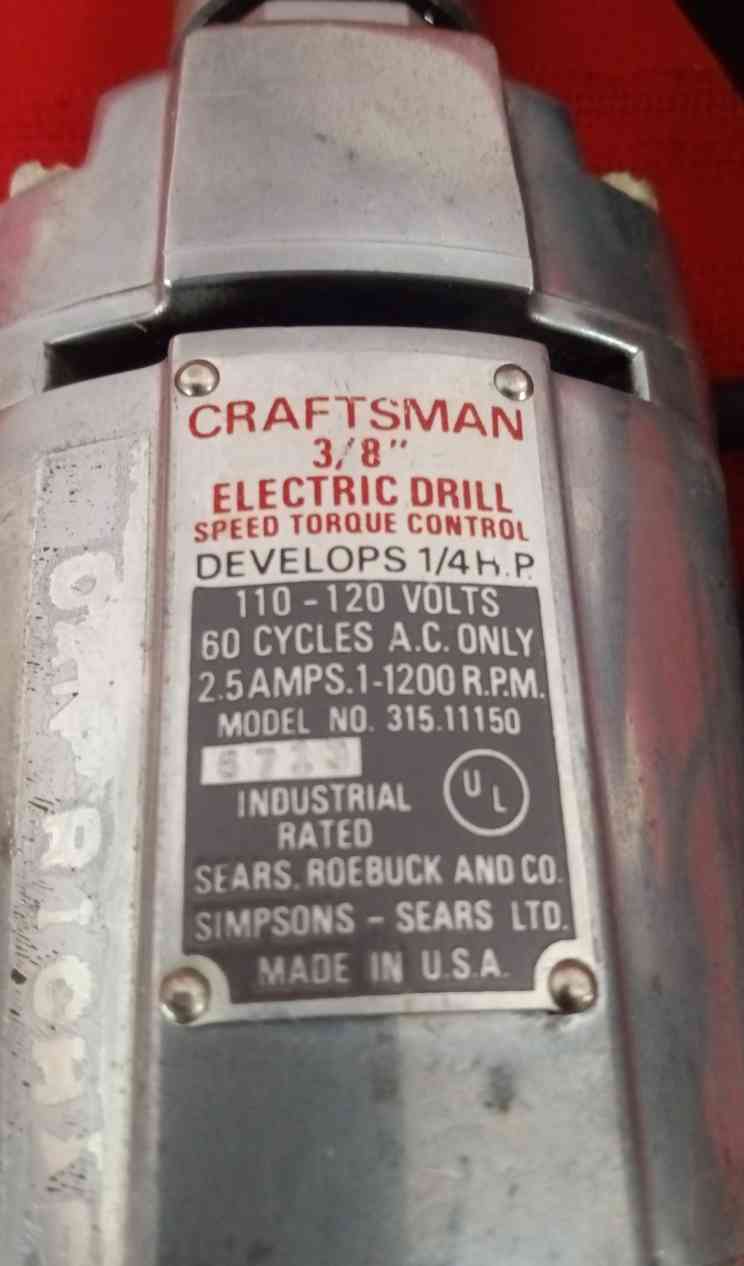 CRAFTSMAN
3/8"
ELECTRIC DRILL
SPEED TORQUE CONTROL
DEVELOPS 1/4 H.P.
110 - 120 VOLTS
60 CYCLES A.C. ONLY
2.5 AMPS. 1-1200 R.P.M.
MODEL NO. 315.11150
INDUSTRIAL
RATED
UL
SEARS, ROEBUCK AND CO.
SIMPSONS - SEARS LTD.
MADE IN U.S.A.